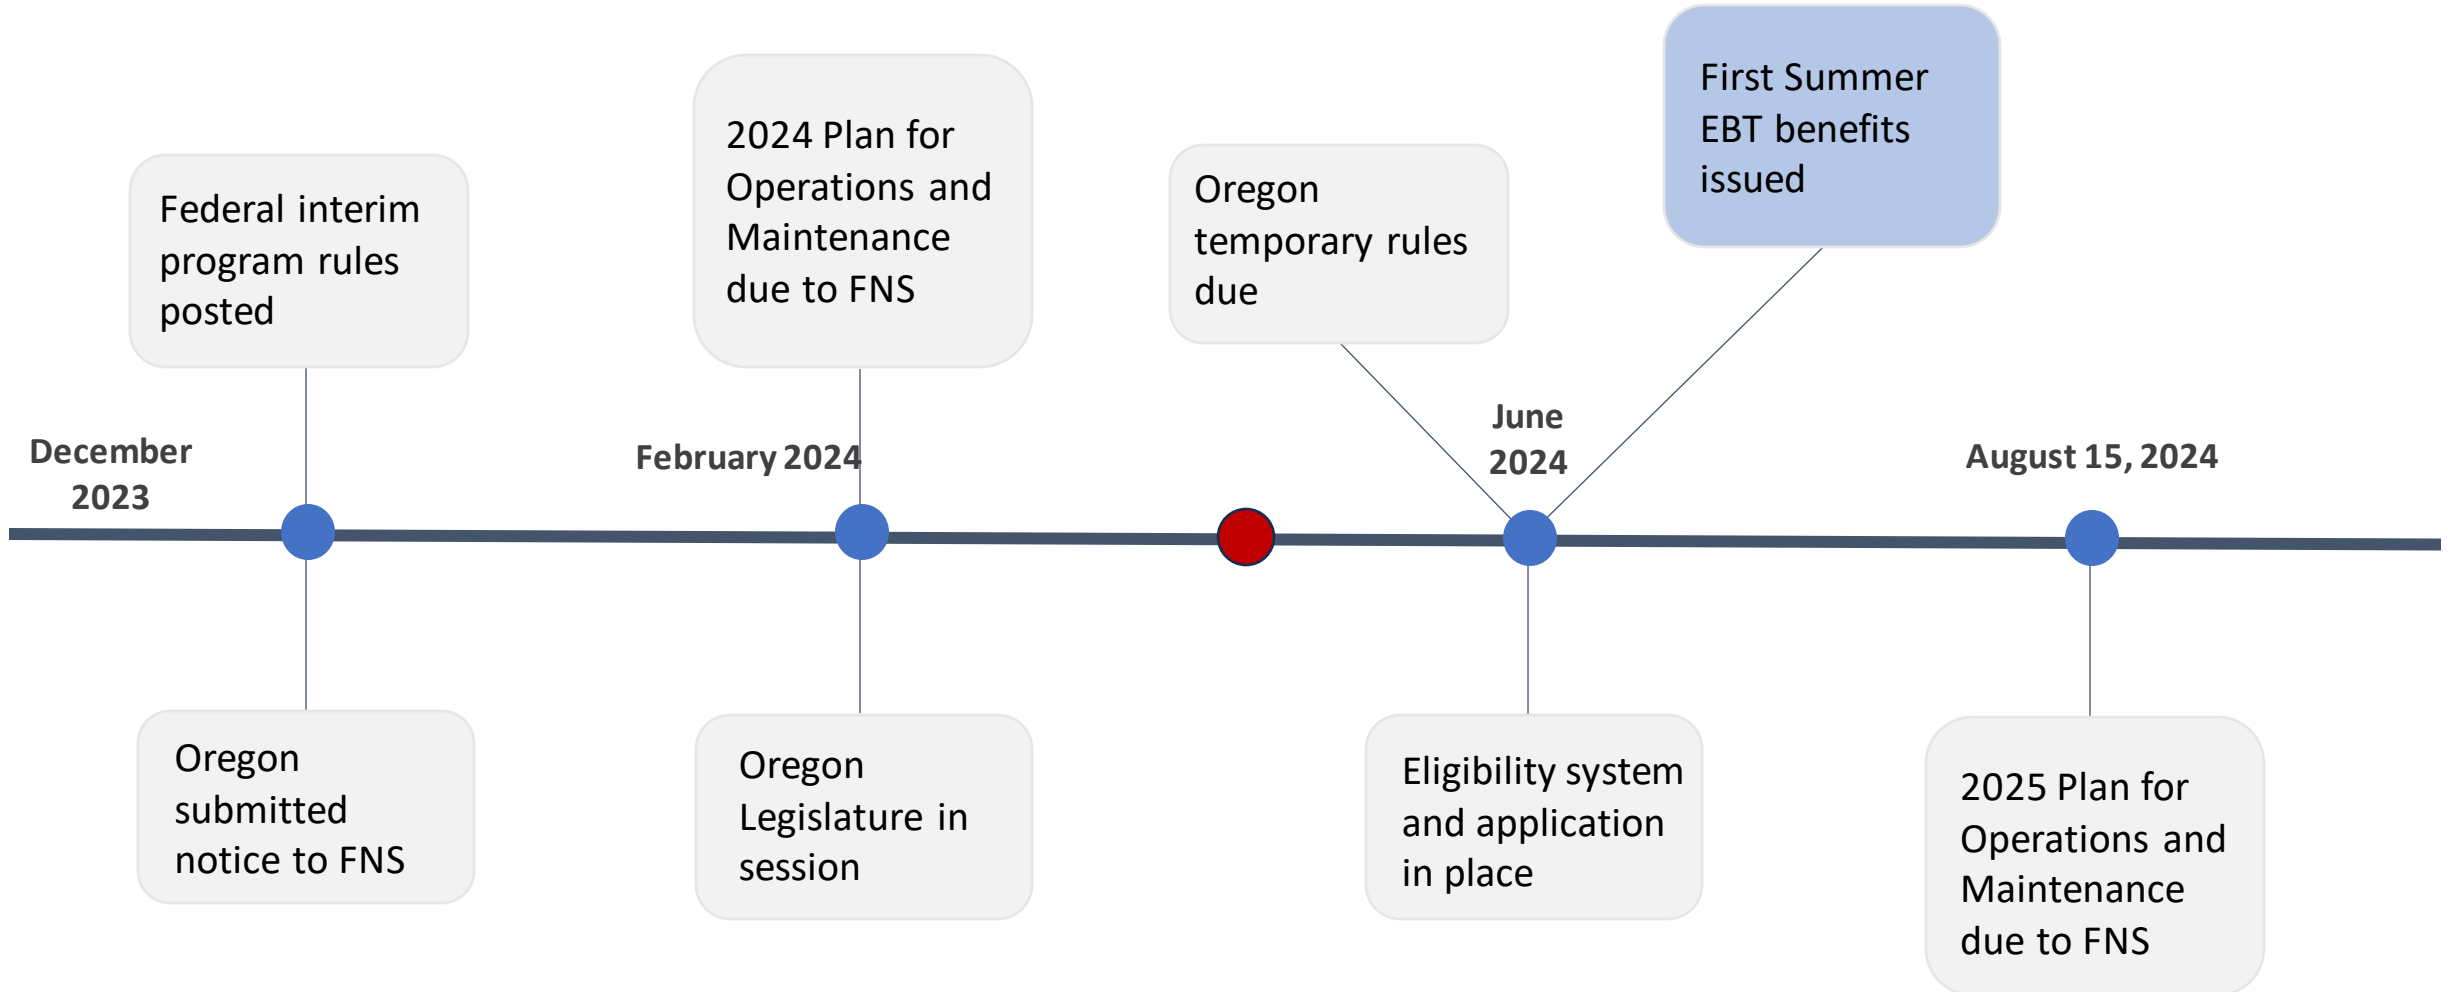 First Summer
EBT benefits
issued
2024 Plan for
Operations and
Maintenance
due to FNS
Federal interim
program rules
posted
Oregon
temporary rules
due
December
2023
February 2024
June
2024
August 15, 2024
Oregon
submitted
notice to FNS
Oregon
Legislature in
session
Eligibility system
and application
in place
2025 Plan for
Operations and
Maintenance
due to FNS